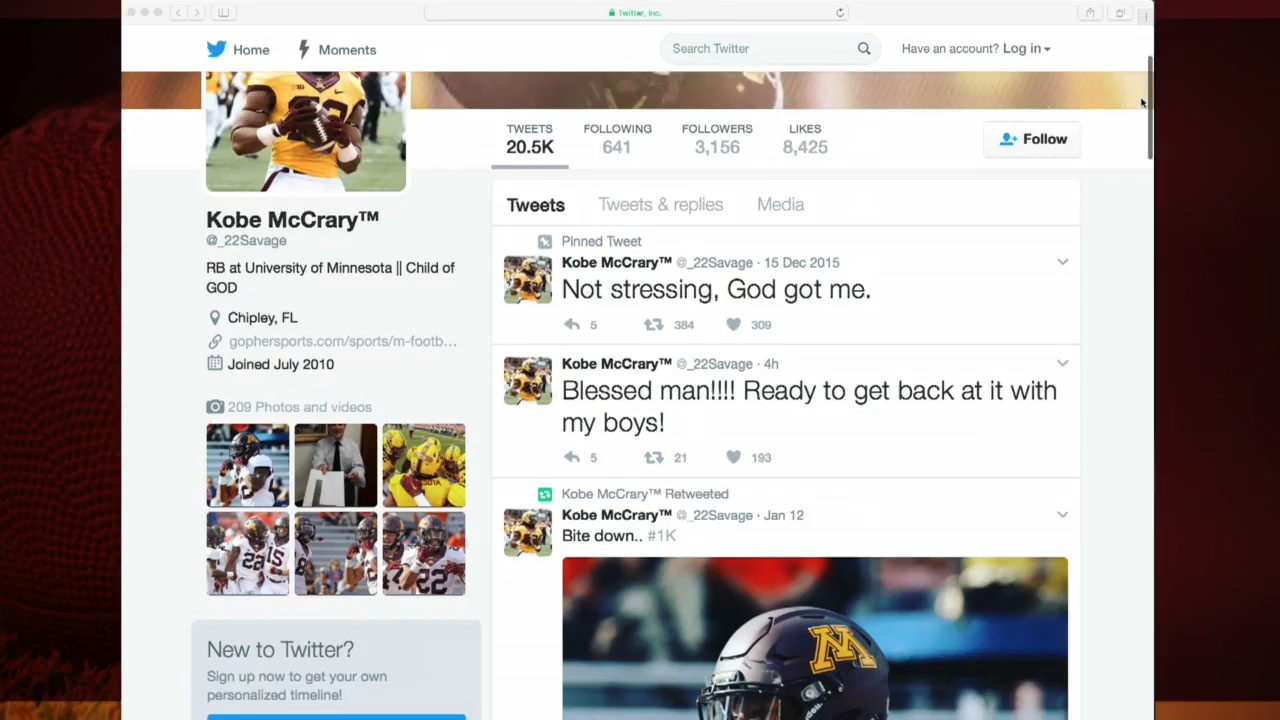 Twitter, Inc.
Home
Moments
Search Twitter
Have an account? Log in
TWEETS
20.5K
FOLLOWING
641
FOLLOWERS
3,156
LIKES
8,425
Follow
Kobe McCrary™
@_22Savage
RB at University of Minnesota || Child of
GOD
Chipley, FL
gophersports.com/sports/m-footb…
Joined July 2010
209 Photos and videos
New to Twitter?
Sign up now to get your own
personalized timeline!
Tweets
Tweets & replies
Media
Pinned Tweet
Kobe McCrary™ @_22Savage · 15 Dec 2015
Not stressing, God got me.
5
384
309
Kobe McCrary™ @_22Savage · 4h
Blessed man!!!! Ready to get back at it with
my boys!
5
21
193
Kobe McCrary™ Retweeted
Kobe McCrary™ @_22Savage · Jan 12
Bite down.. #1K
M